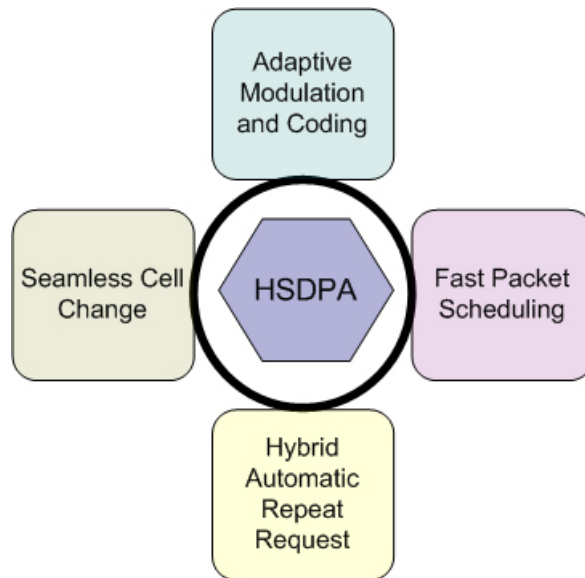 Adaptive
Modulation
and Coding
Seamless Cell
Change
HSDPA
Fast Packet
Scheduling
Hybrid
Automatic
Repeat
Request